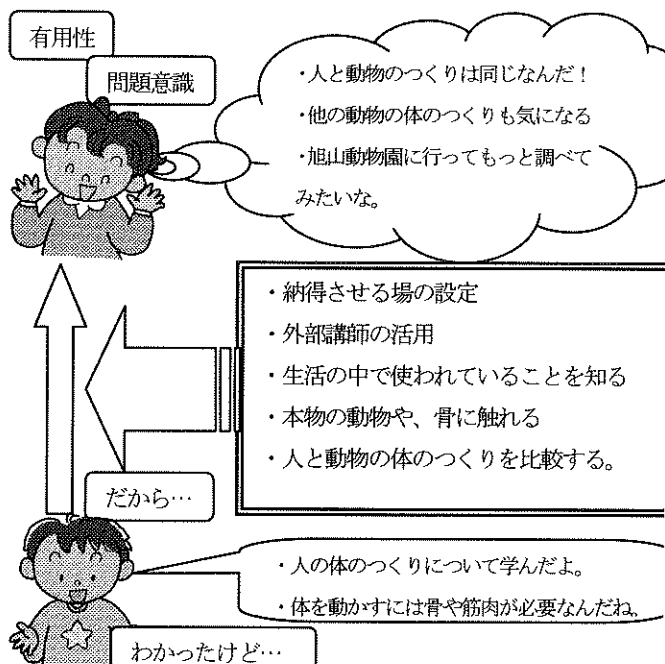 有用性
問題意識
・人と動物のつくりは同じなんだ！
・他の動物の体のつくりも気になる
・旭山動物園に行ってもっと調べて
みたいな。
・納得させる場の設定
・外部講師の活用
・生活の中で使われていることを知る
・本物の動物や、骨に触れる
・人と動物の体のつくりを比較する。
だから…
・人の体のつくりについて学んだよ。
・体を動かすには骨や筋肉が必要なんだね。
わかったけど…